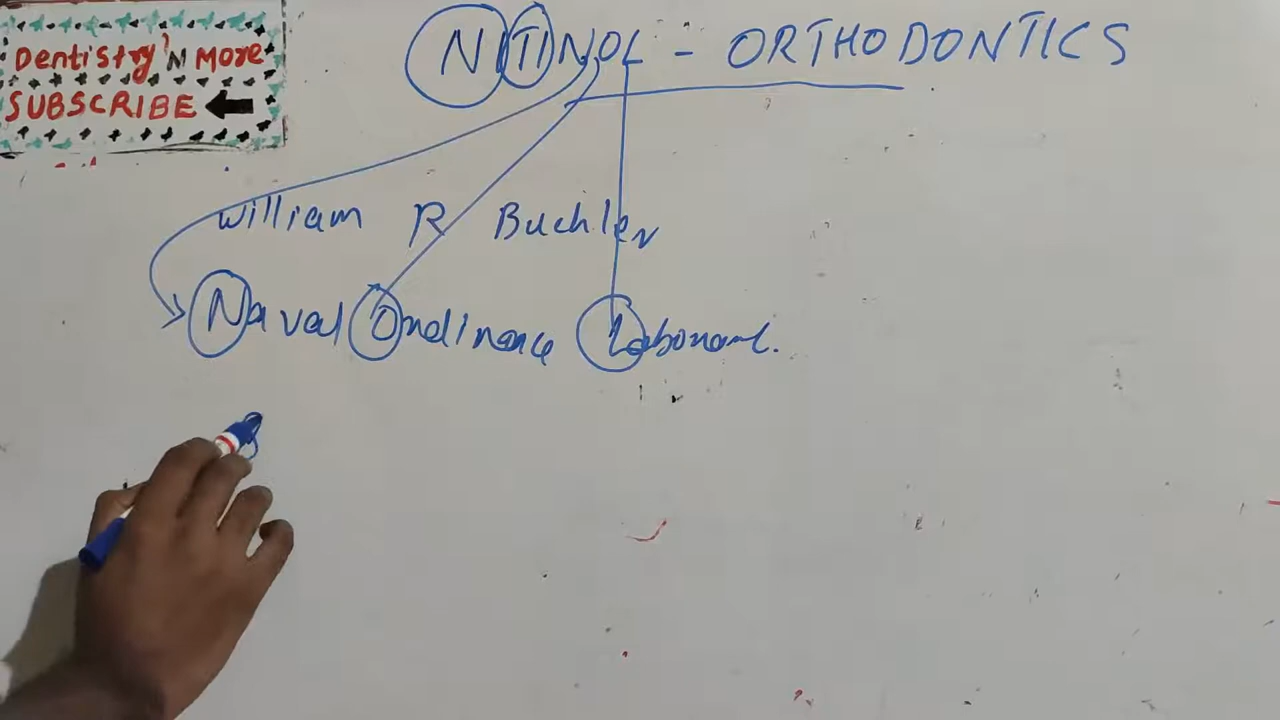 Dentistry'N More
SUBSCRIBE
NITINOL - ORTHODONTICS
William R Buchler
Naval Ordinance